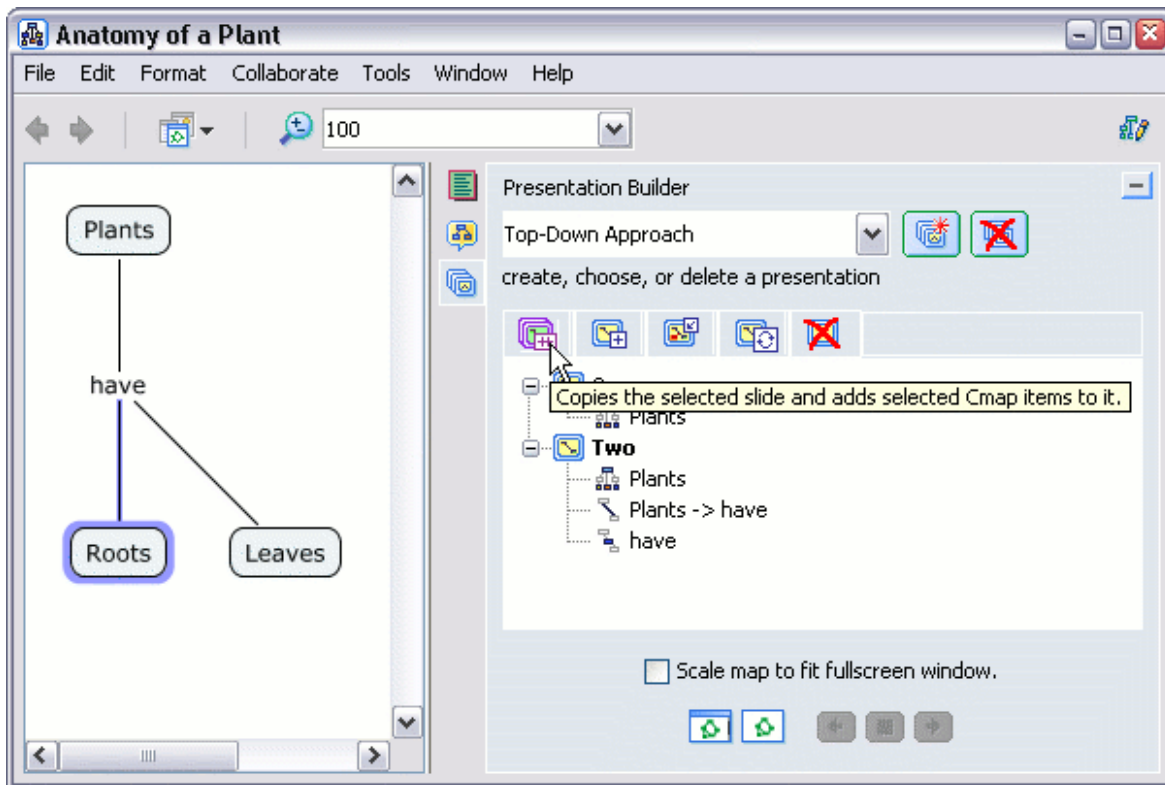 Anatomy of a Plant
File Edit Format Collaborate Tools Window Help
100
Plants
have
Roots Leaves
Presentation Builder
Top-Down Approach
create, choose, or delete a presentation
Copies the selected slide and adds selected Cmap items to it.
Plants
Two
Plants
Plants -> have
have
Scale map to fit fullscreen window.